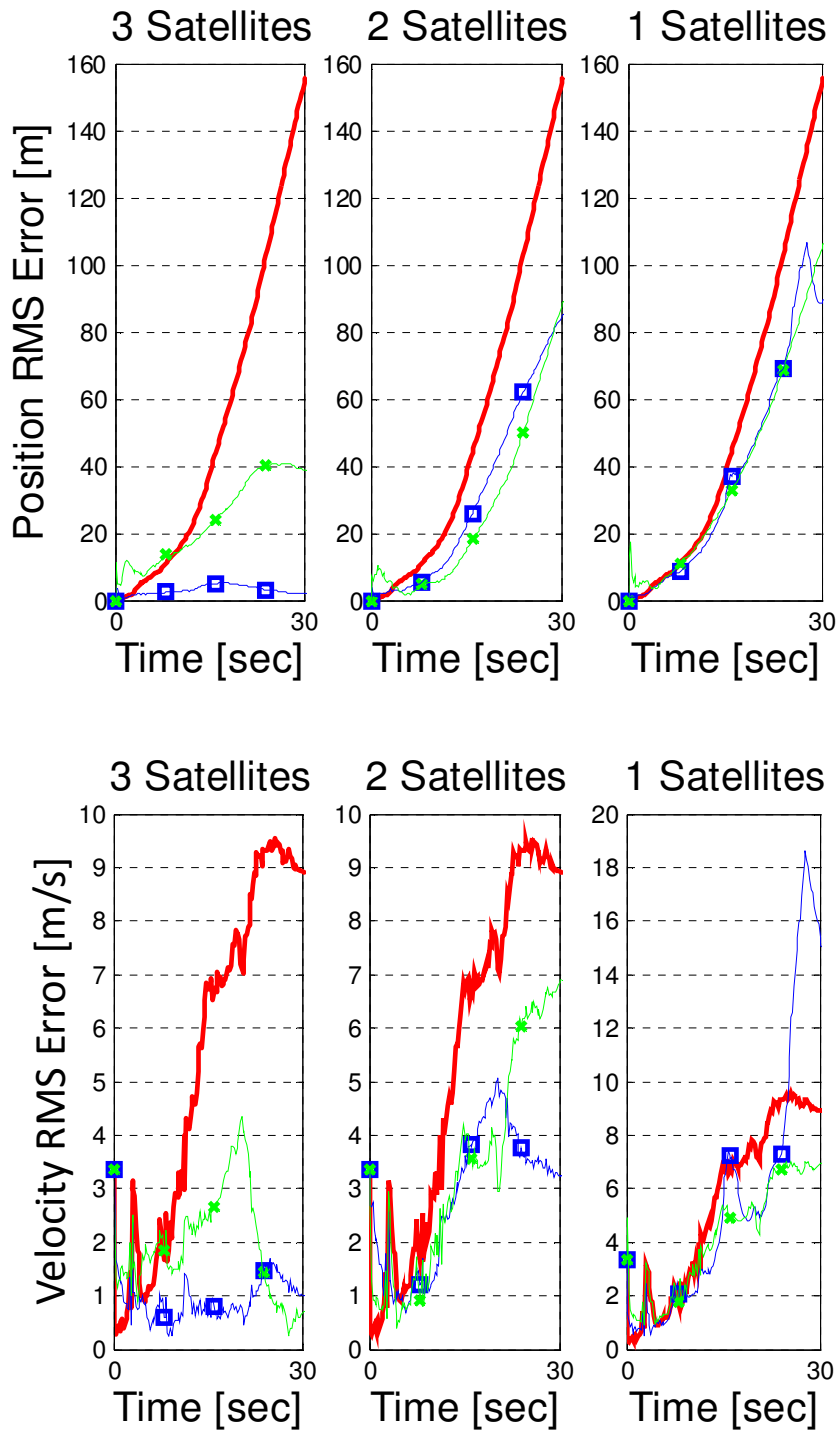 3 Satellites 2 Satellites 1 Satellites
160 160 160
140 140 140
120 120 120
100 100 100
80 80 80
60 60 60
40 40 40
20 20 20
0 0 0
0 30 0 30 0 30
Time [sec] Time [sec] Time [sec]
Position RMS Error [m]
3 Satellites 2 Satellites 1 Satellites
10 10 20
9 9 18
8 8 16
7 7 14
6 6 12
5 5 10
4 4 8
3 3 6
2 2 4
1 1 2
0 0 0
0 30 0 30 0 30
Time [sec] Time [sec] Time [sec]
Velocity RMS Error [m/s]